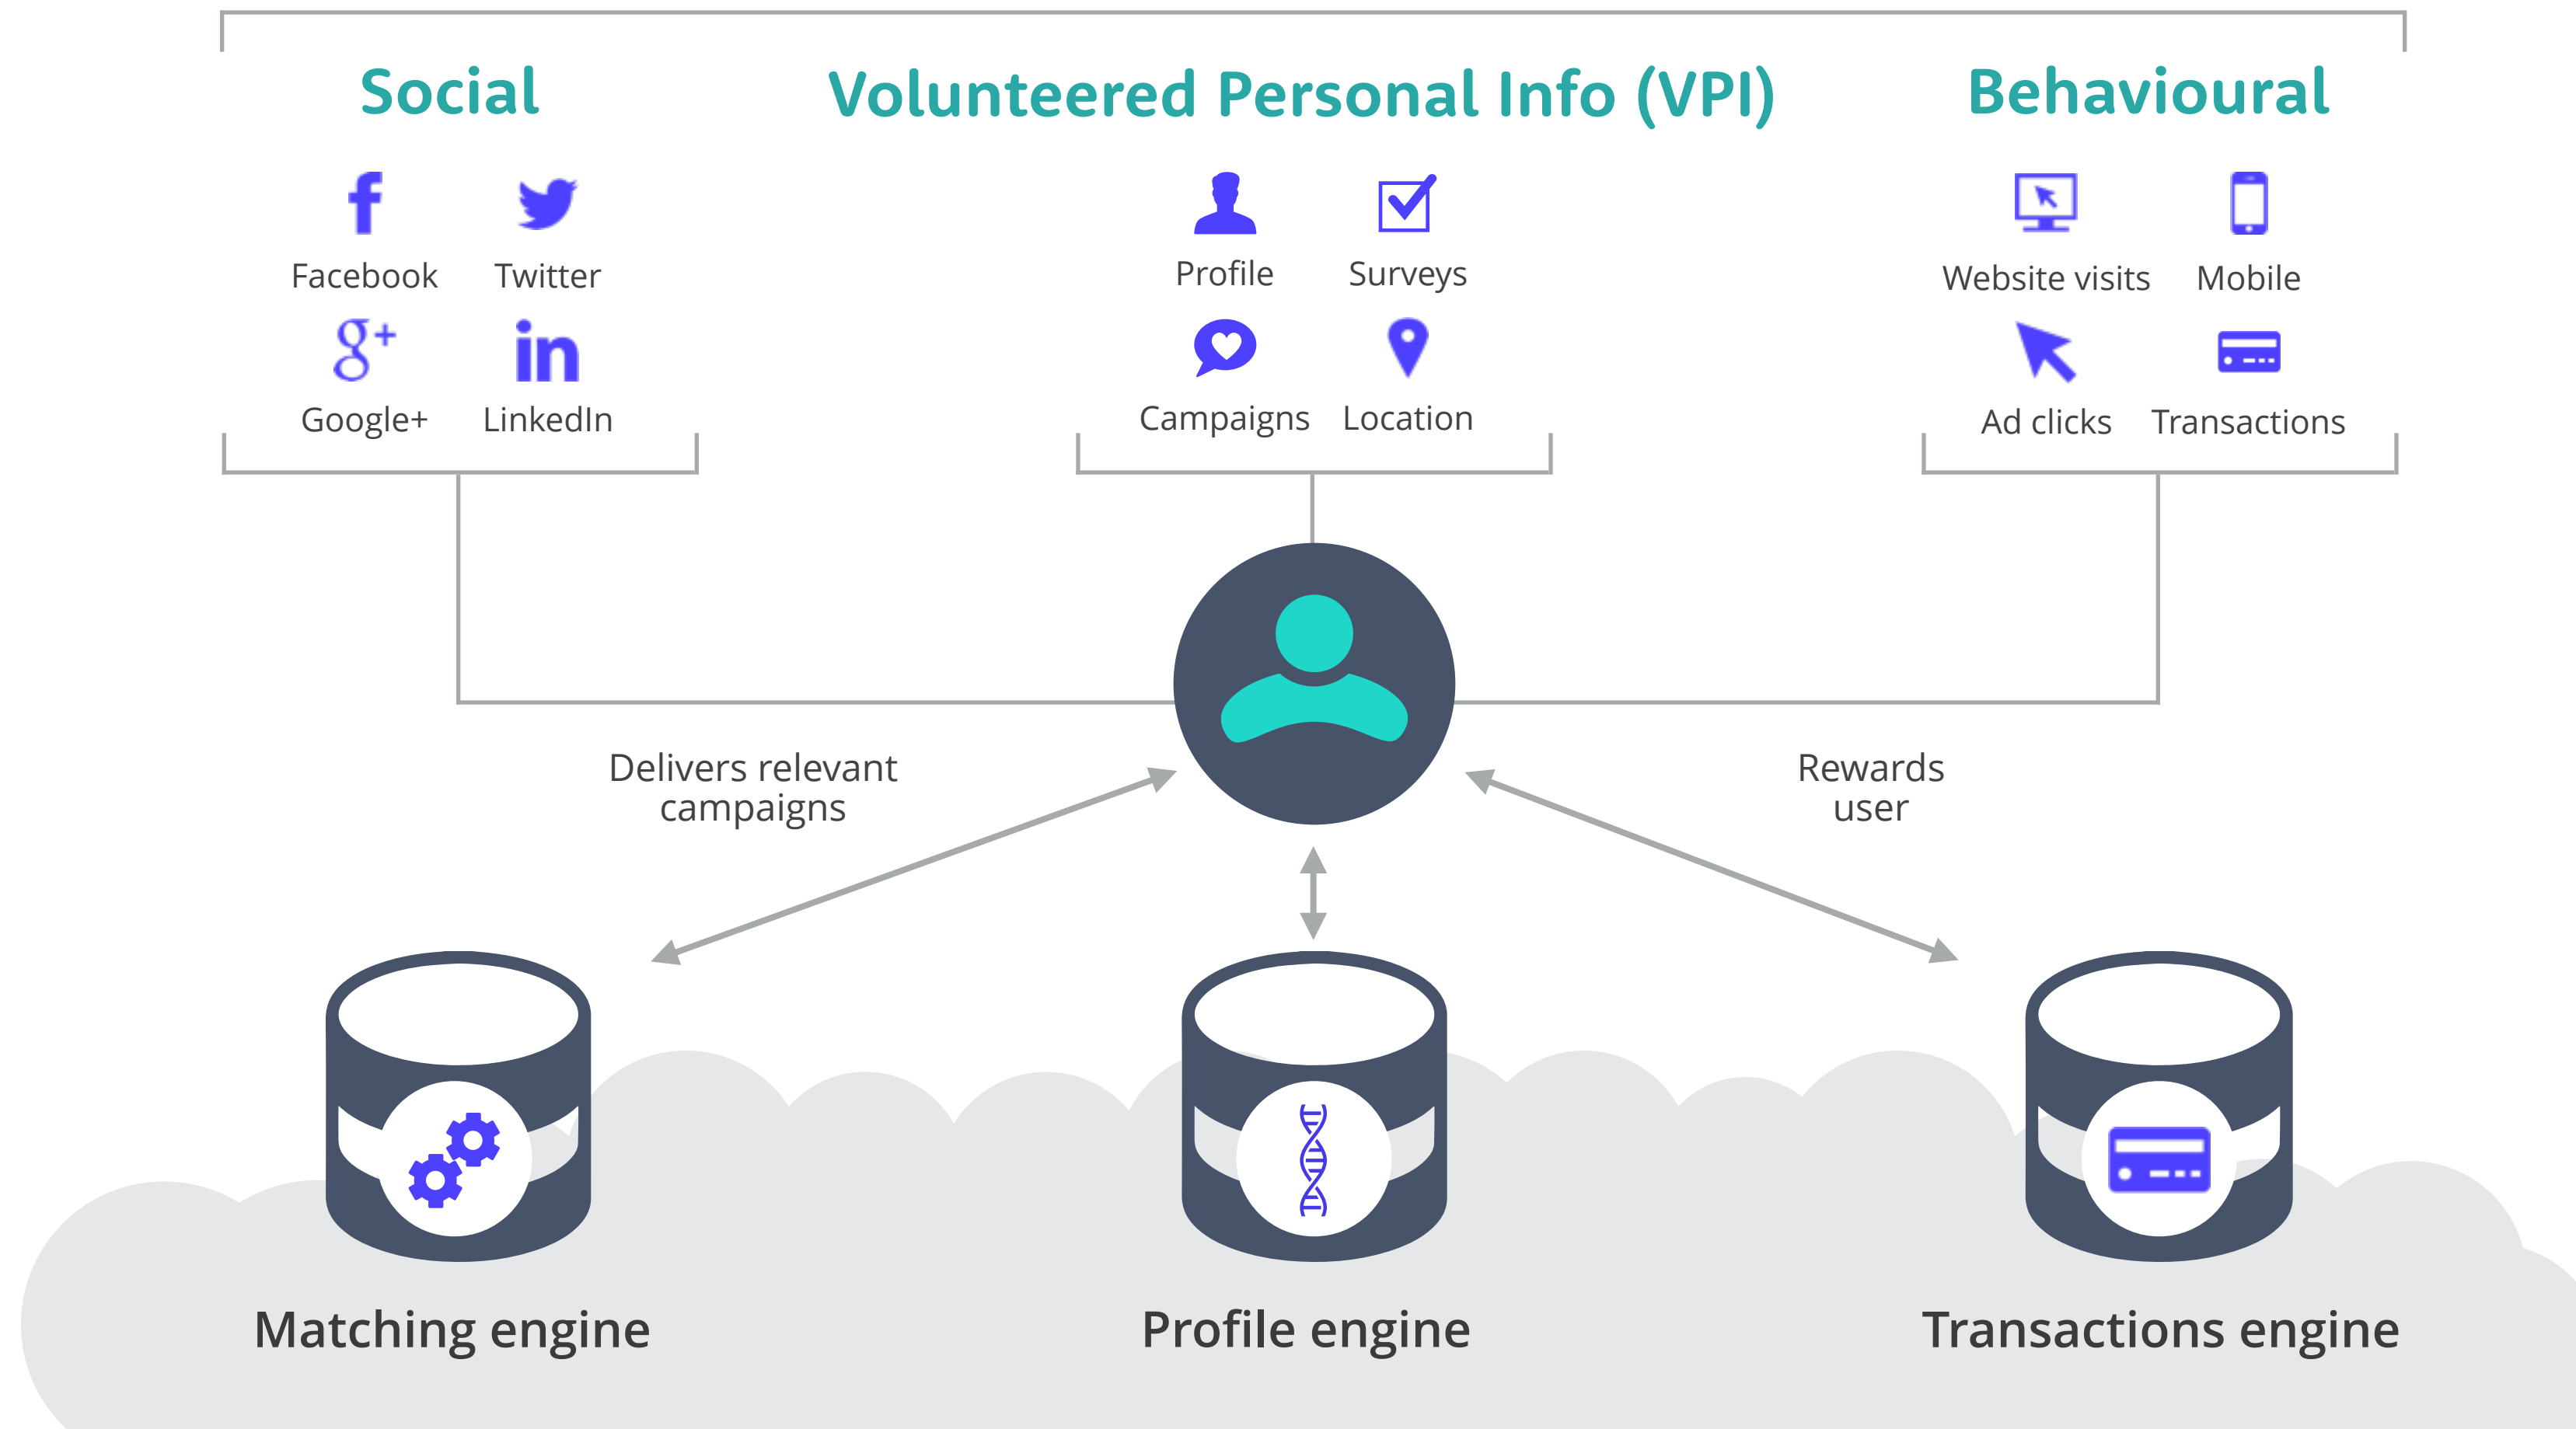 Social
Volunteered Personal Info (VPI)
Behavioural
Facebook
Twitter
Google+
LinkedIn
Profile
Surveys
Campaigns
Location
Website visits
Mobile
Ad clicks
Transactions
Delivers relevant
campaigns
Rewards
user
Matching engine
Profile engine
Transactions engine